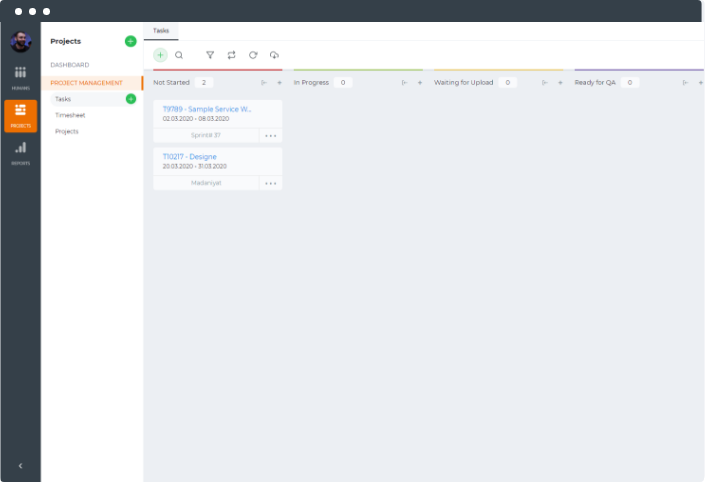 Tasks
Projects
DASHBOARD
PROJECT MANAGEMENT
Tasks
Timesheet
Projects
PROJECTS
REPORTS
Not Started 2
In Progress 0
Waiting for Upload 0
Ready for QA 0
T9789 - Sample Service W...
02.03.2020 - 08.03.2020
Sprintit 37
T10217 - Designe
20.03.2020 - 31.03.2020
Madaniyat